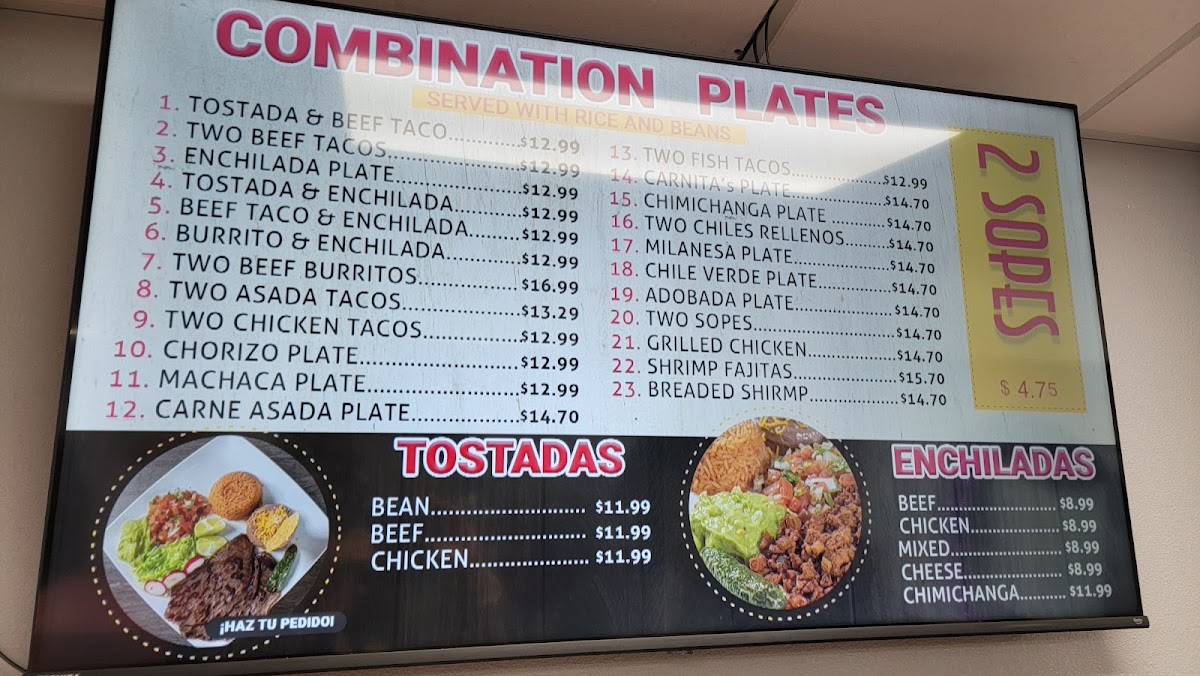 COMBINATION PLATES
SERVED WITH RICE AND BEANS
1. TOSTADA & BEEF TACO..........$12.99
2. TWO BEEF TACOS..........$12.99
3. ENCHILADA PLATE..........$12.99
4. TOSTADA & ENCHILADA..........$12.99
5. BEEF TACO & ENCHILADA..........$12.99
6. BURRITO & ENCHILADA..........$12.99
7. TWO BEEF BURRITOS..........$16.99
8. TWO ASADA TACOS..........$13.29
9. TWO CHICKEN TACOS..........$12.99
10. CHORIZO PLATE..........$12.99
11. MACHACA PLATE..........$12.99
12. CARNE ASADA PLATE..........$14.70
13. TWO FISH TACOS..........$12.99
14. CARNITA's PLATE..........$14.70
15. CHIMICHANGA PLATE..........$14.70
16. TWO CHILES RELLENOS..........$14.70
17. MILANESA PLATE..........$14.70
18. CHILE VERDE PLATE..........$14.70
19. ADOBADA PLATE..........$14.70
20. TWO SOPES..........$14.70
21. GRILLED CHICKEN..........$14.70
22. SHRIMP FAJITAS..........$15.70
23. BREADED SHIRMP..........$14.70
2 SOPES
$ 4.75
¡HAZ TU PEDIDO!
TOSTADAS
BEAN.......... $11.99
BEEF.......... $11.99
CHICKEN.......... $11.99
ENCHILADAS
BEEF.......... $8.99
CHICKEN.......... $8.99
MIXED.......... $8.99
CHEESE.......... $8.99
CHIMICHANGA.......... $11.99